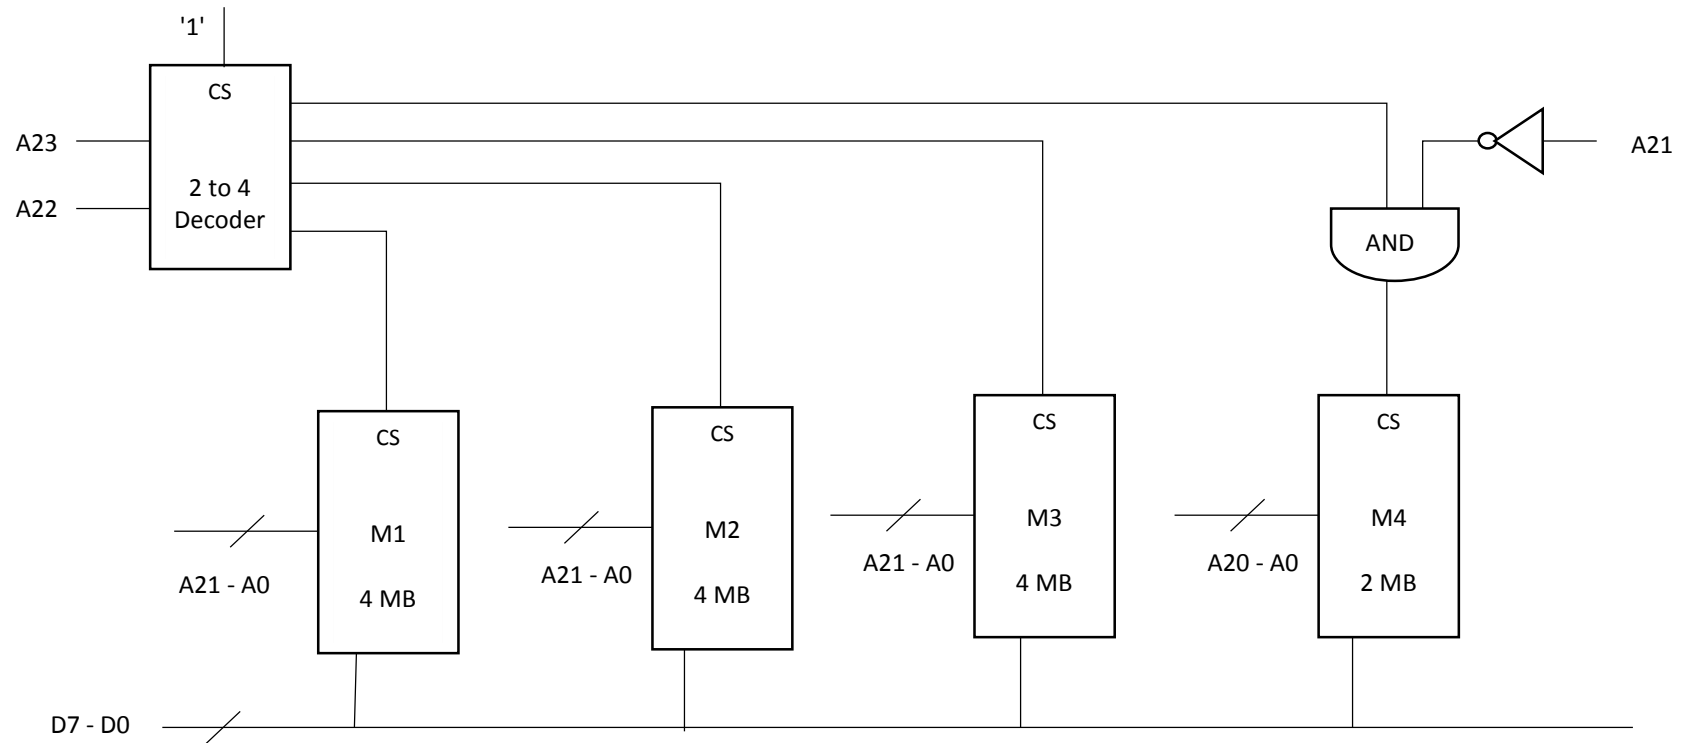 '1'
CS
A23
A21
2 to 4
A22
Decoder
AND
CS
CS
CS
CS
M1
M2
M3
M4
A21 - A0
A21 - A0
A21 - A0
A20 - A0
4 MB
4 MB
4 MB
2 MB
D7 - D0